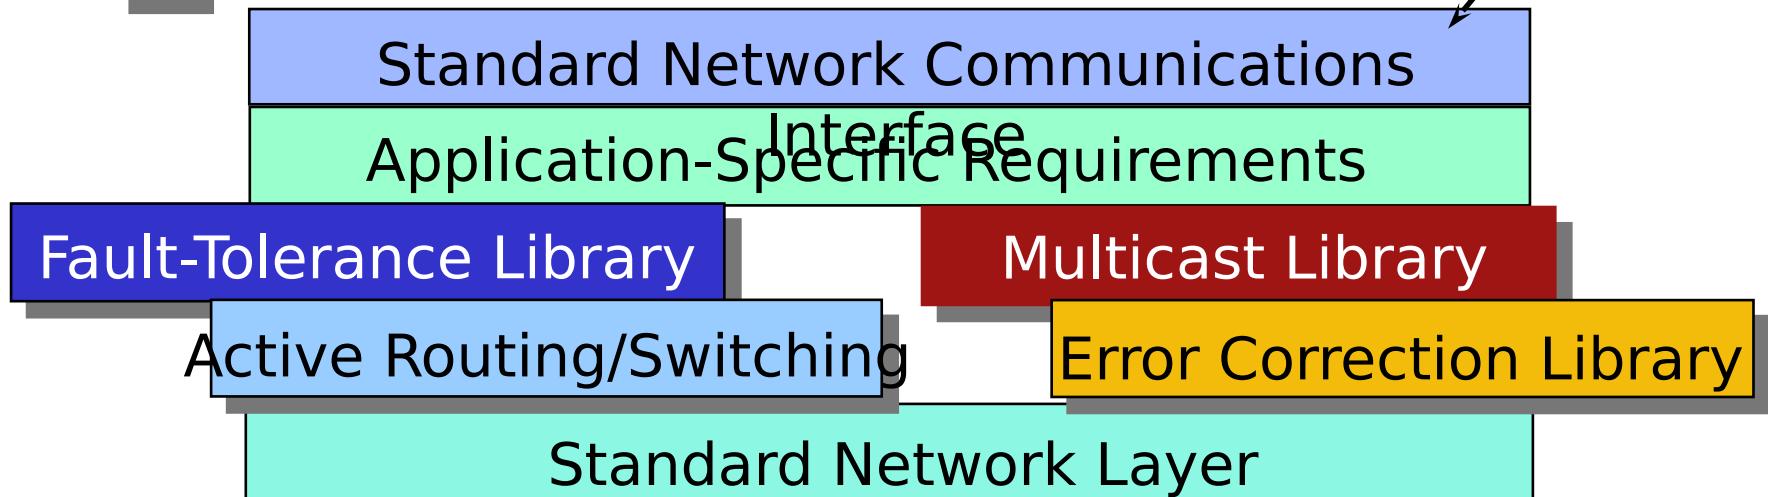 Standard Network Communications
Interface
Application-Specific Requirements
Fault-Tolerance Library
Multicast Library
Active Routing/Switching
Error Correction Library
Standard Network Layer